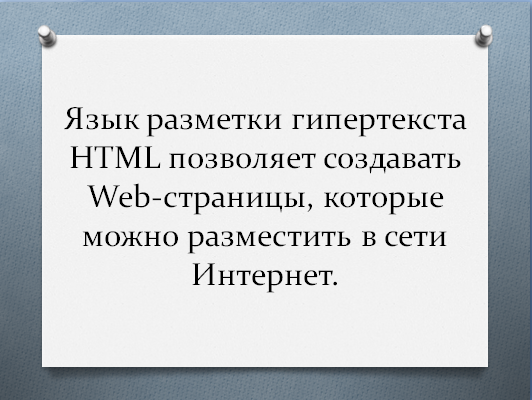 Язык разметки гипертекста
HTML позволяет создавать
Web-страницы, которые
можно разместить в сети
Интернет.